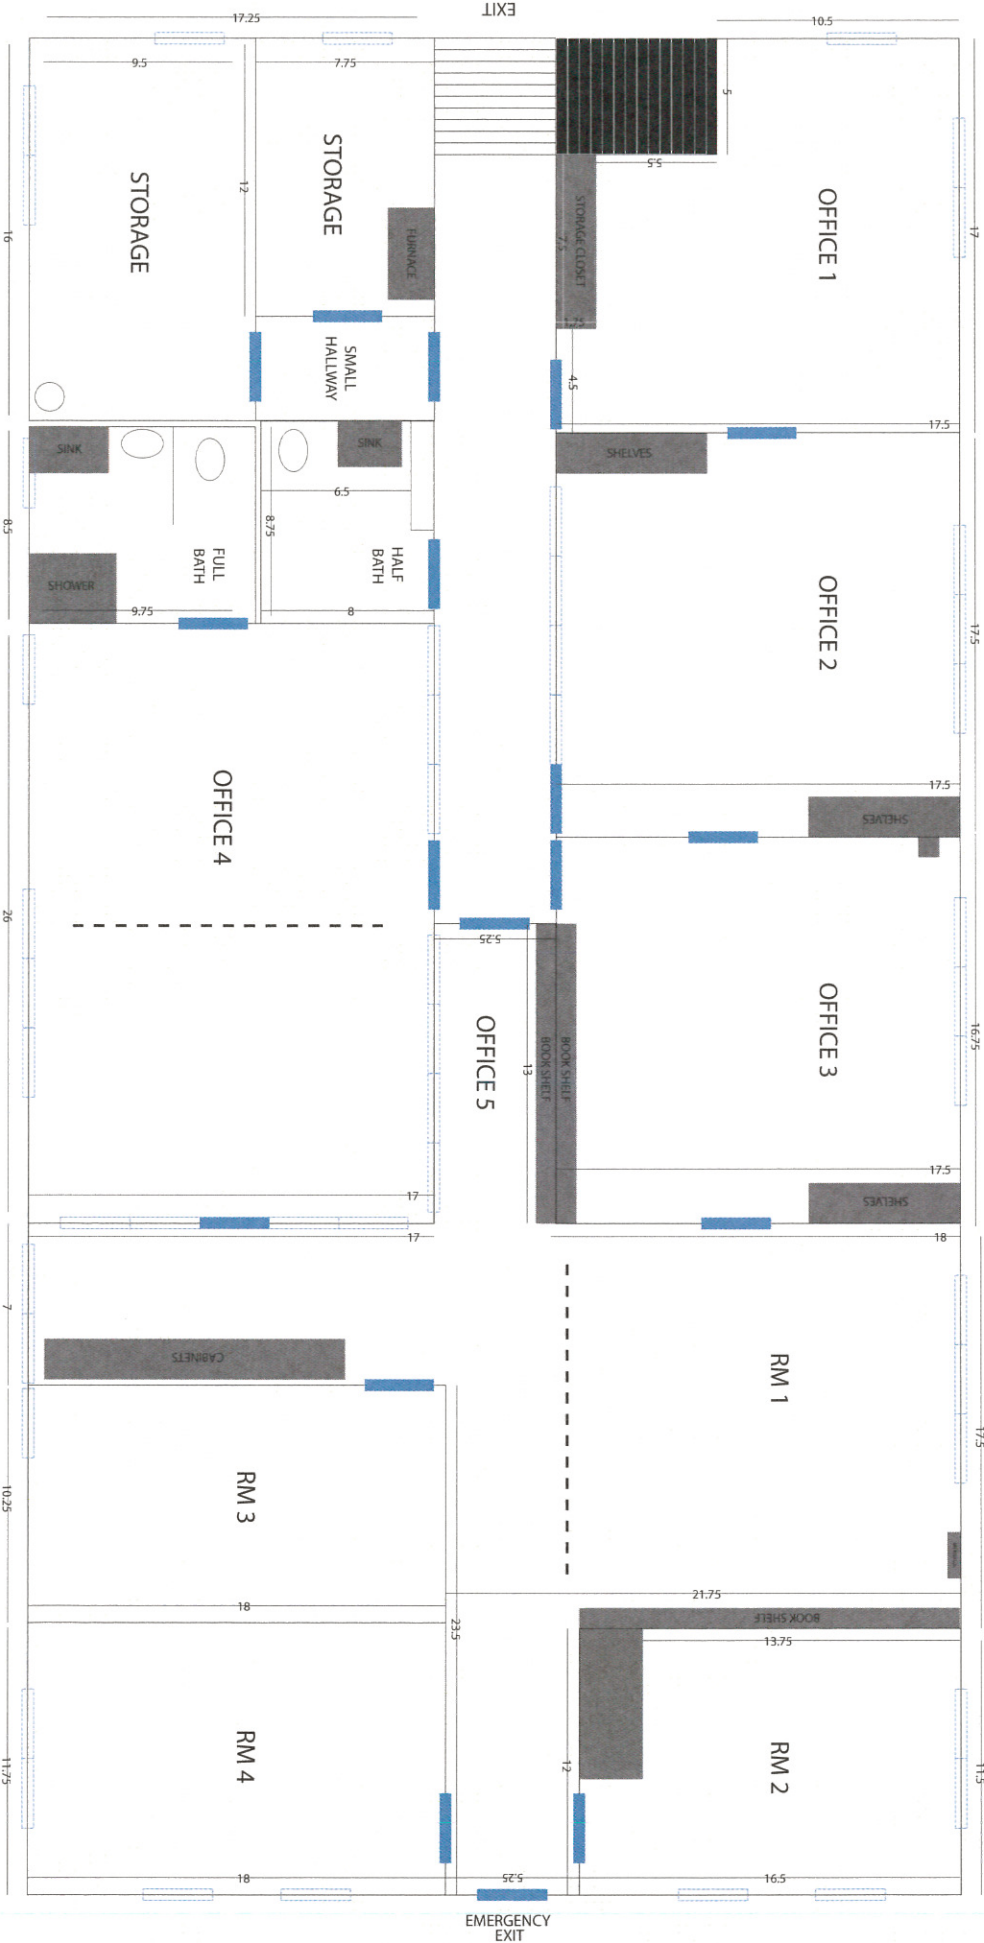 EXIT
17.25
10.5
9.5
7.75
5
5.5
STORAGE
STORAGE
12
16
FURNACE
STORAGE CLOSET
7.5
OFFICE 1
17
SMALL
HALLWAY
4.5
17.5
SINK
SINK
SHELVES
6.5
8.75
8.5
FULL
BATH
HALF
BATH
SHOWER
9.75
8
OFFICE 2
17.5
17.5
SHELVES
OFFICE 4
26
5.25
OFFICE 5
13
BOOK SHELF
BOOK SHELF
OFFICE 3
16.75
17.5
SHELVES
17
17
18
7
CABINETS
RM 1
17.5
RM 3
10.25
18
21.75
23.5
BOOK SHELF
13.75
RM 4
11.75
12
RM 2
11.5
18
5.25
16.5
EMERGENCY
EXIT